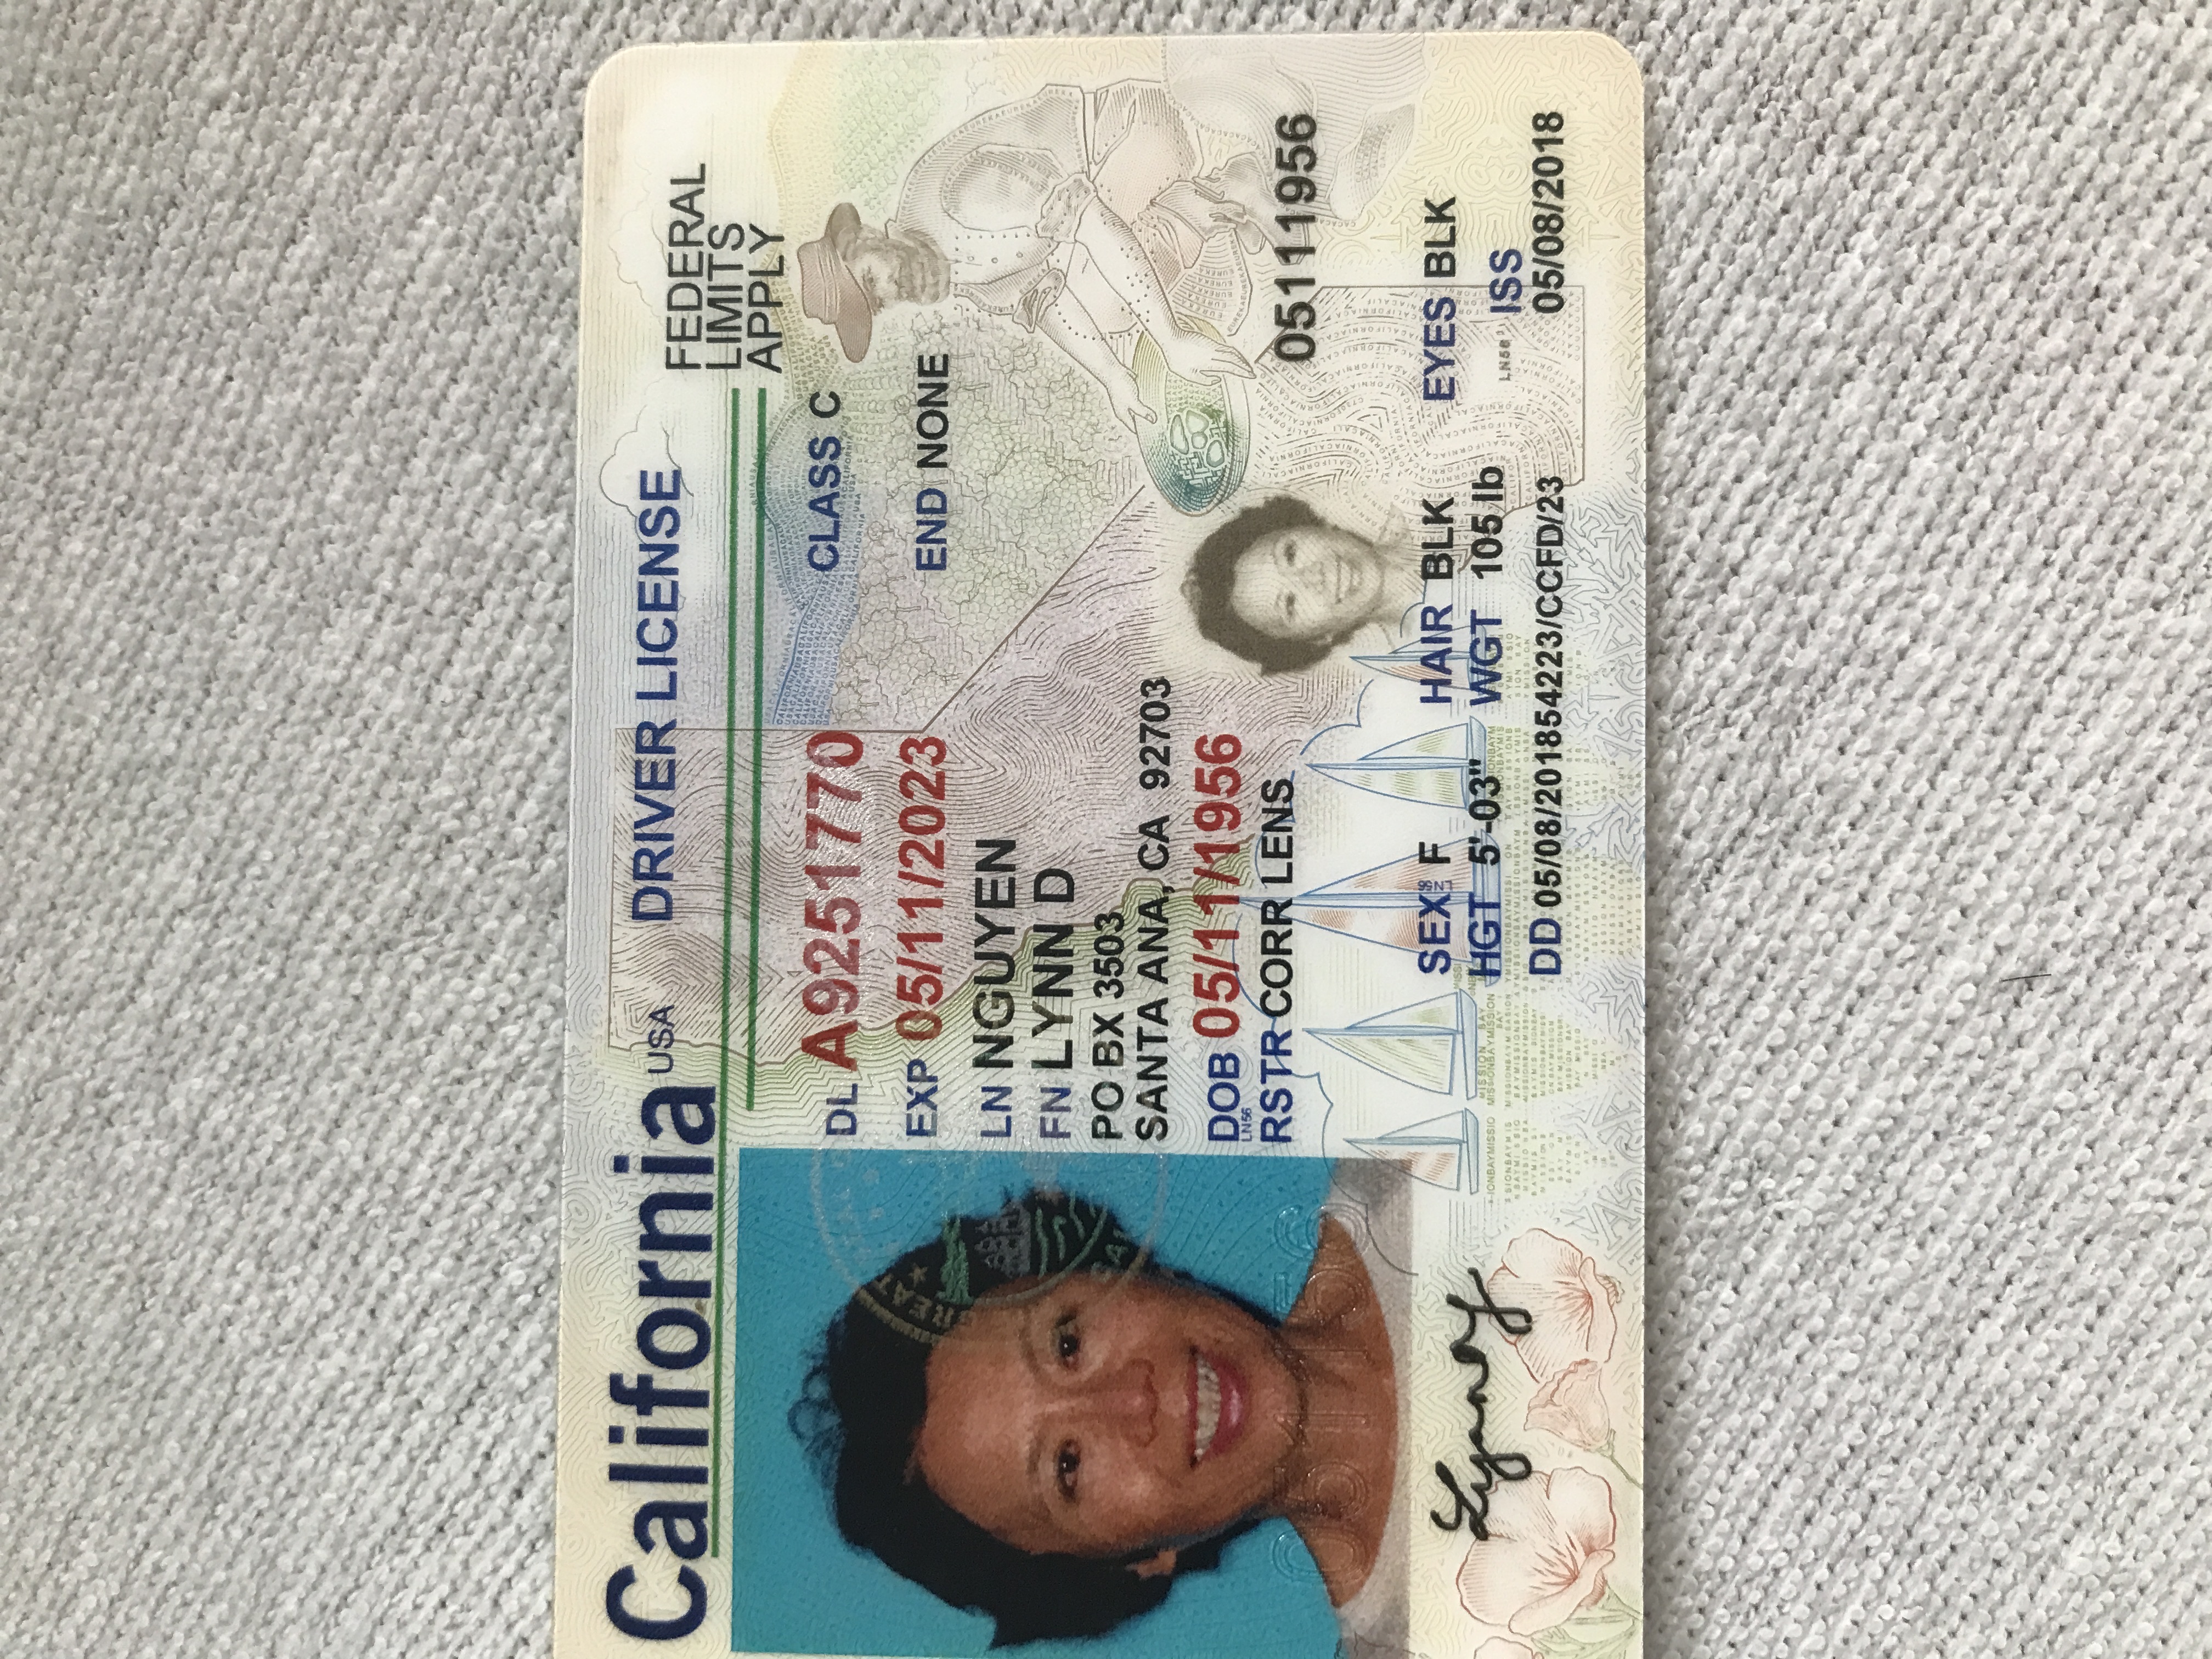 California USA DRIVER LICENSE
FEDERAL
LIMITS
APPLY
DL A9251770
CLASS C
EXP 05/11/2023
END NONE
LN NGUYEN
FN LYNN D
PO BX 3503
SANTA ANA, CA 92703
DOB 05/11/1956
LN56
RSTR CORR LENS
05111956
051156
SEX F
HAIR BLK
EYES BLK
HGT 5'-03"
WGT 105 lb
LN56
ISS
DD 05/08/201854223/CCFD/23
05/08/2018